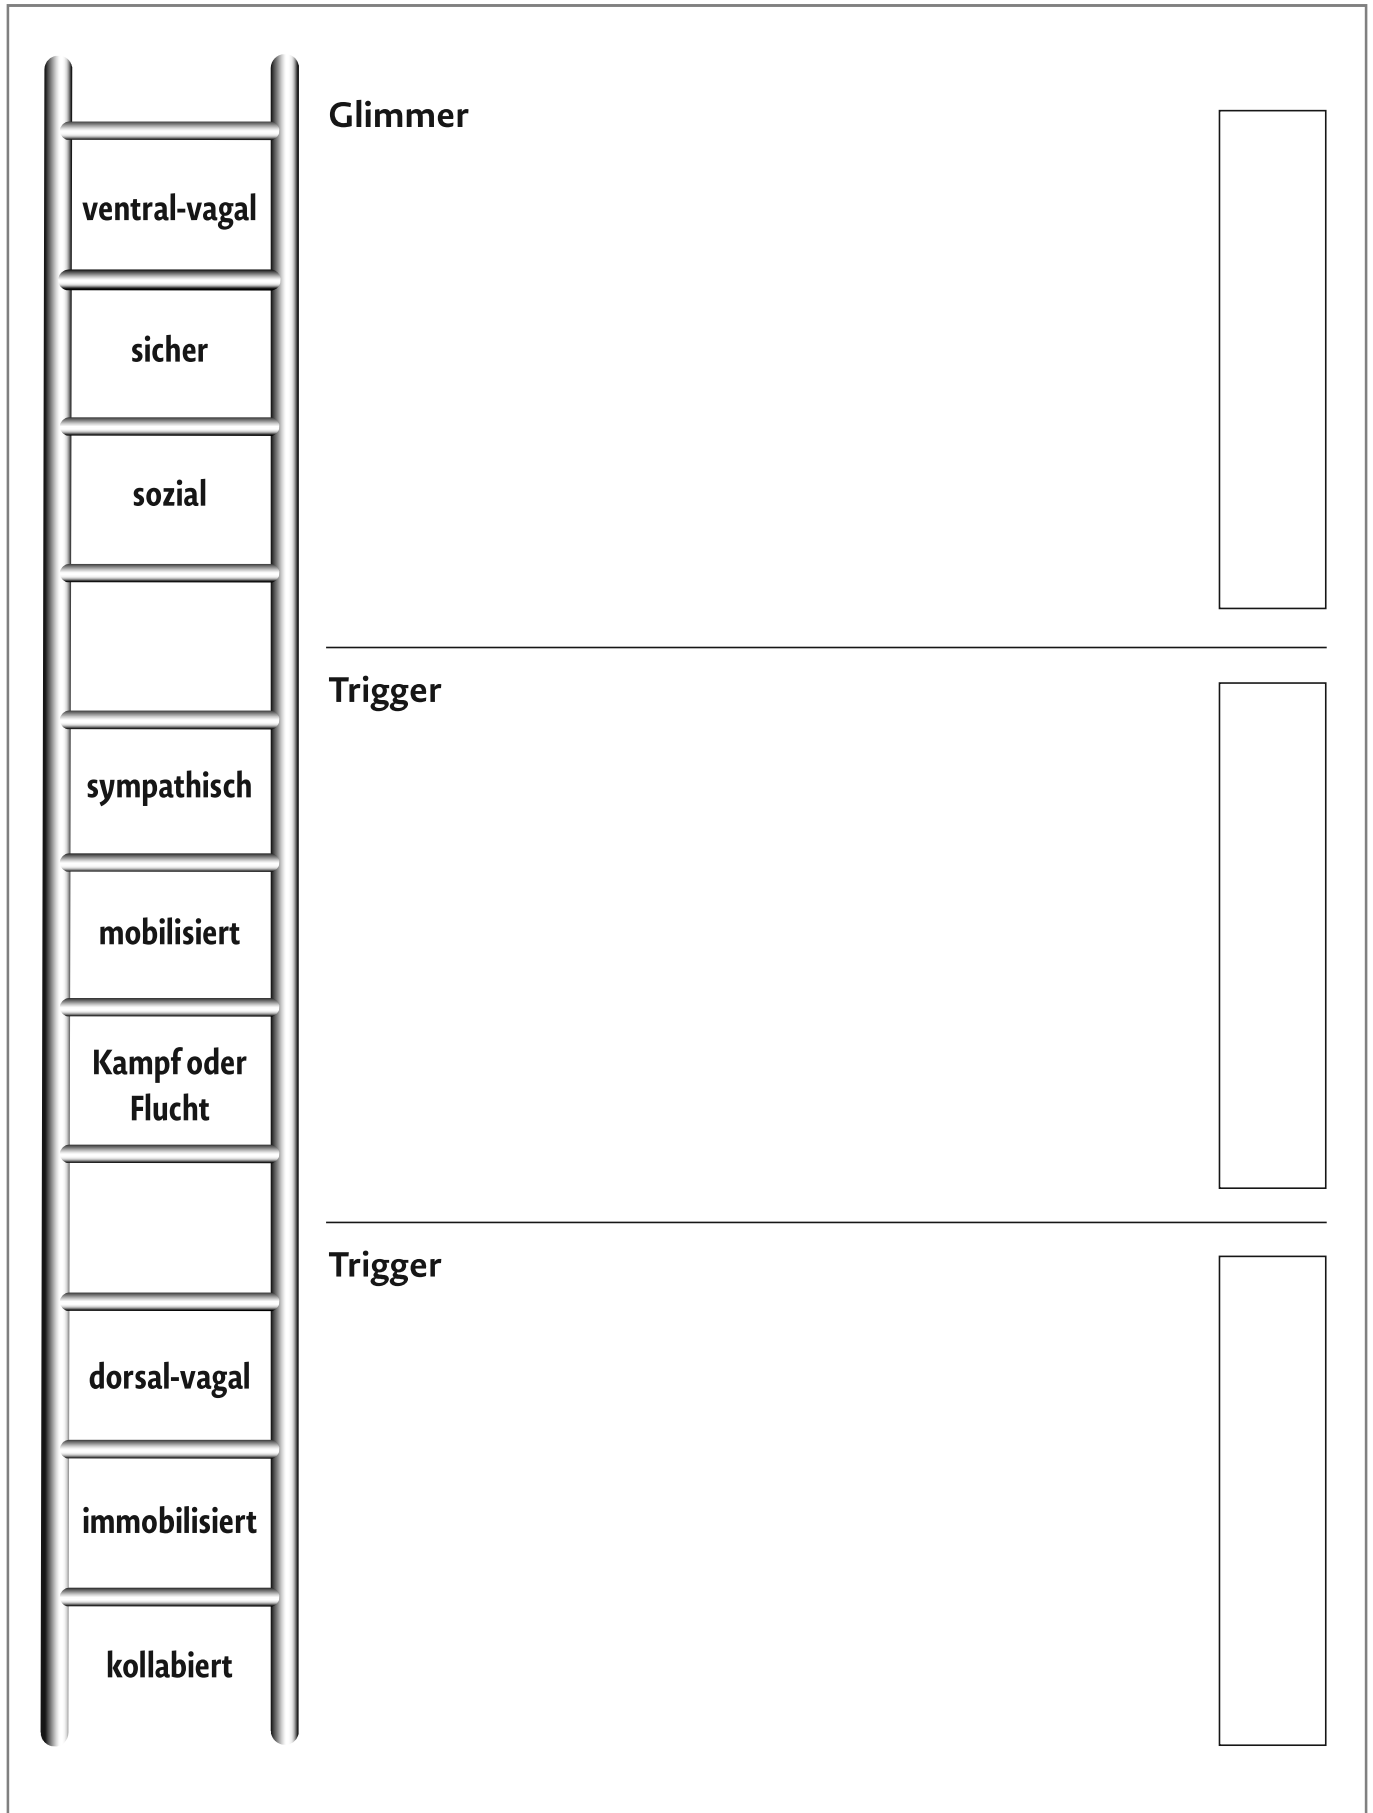 Glimmer
ventral-vagal
sicher
sozial
Trigger
sympathisch
mobilisiert
Kampf oder
Flucht
Trigger
dorsal-vagal
immobilisiert
kollabiert